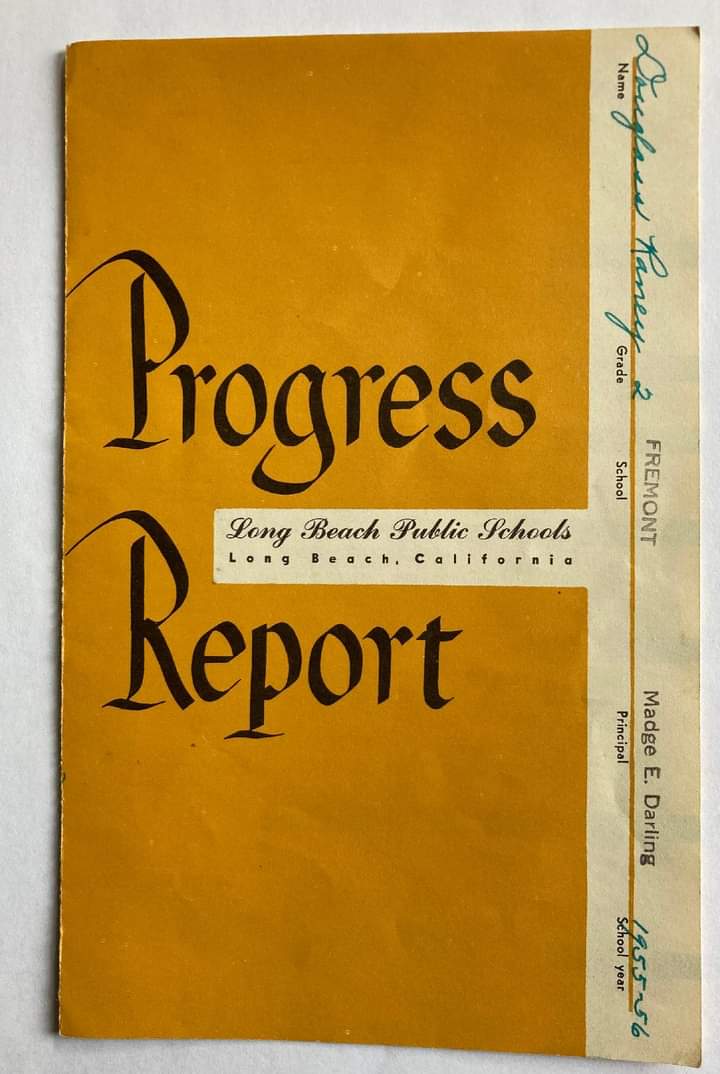 Progress
Long Beach Public Schools
Long Beach, California
Report
Douglass Raney 2 FREMONT Madge E. Darling 1955-56
Name Grade School Principal School year